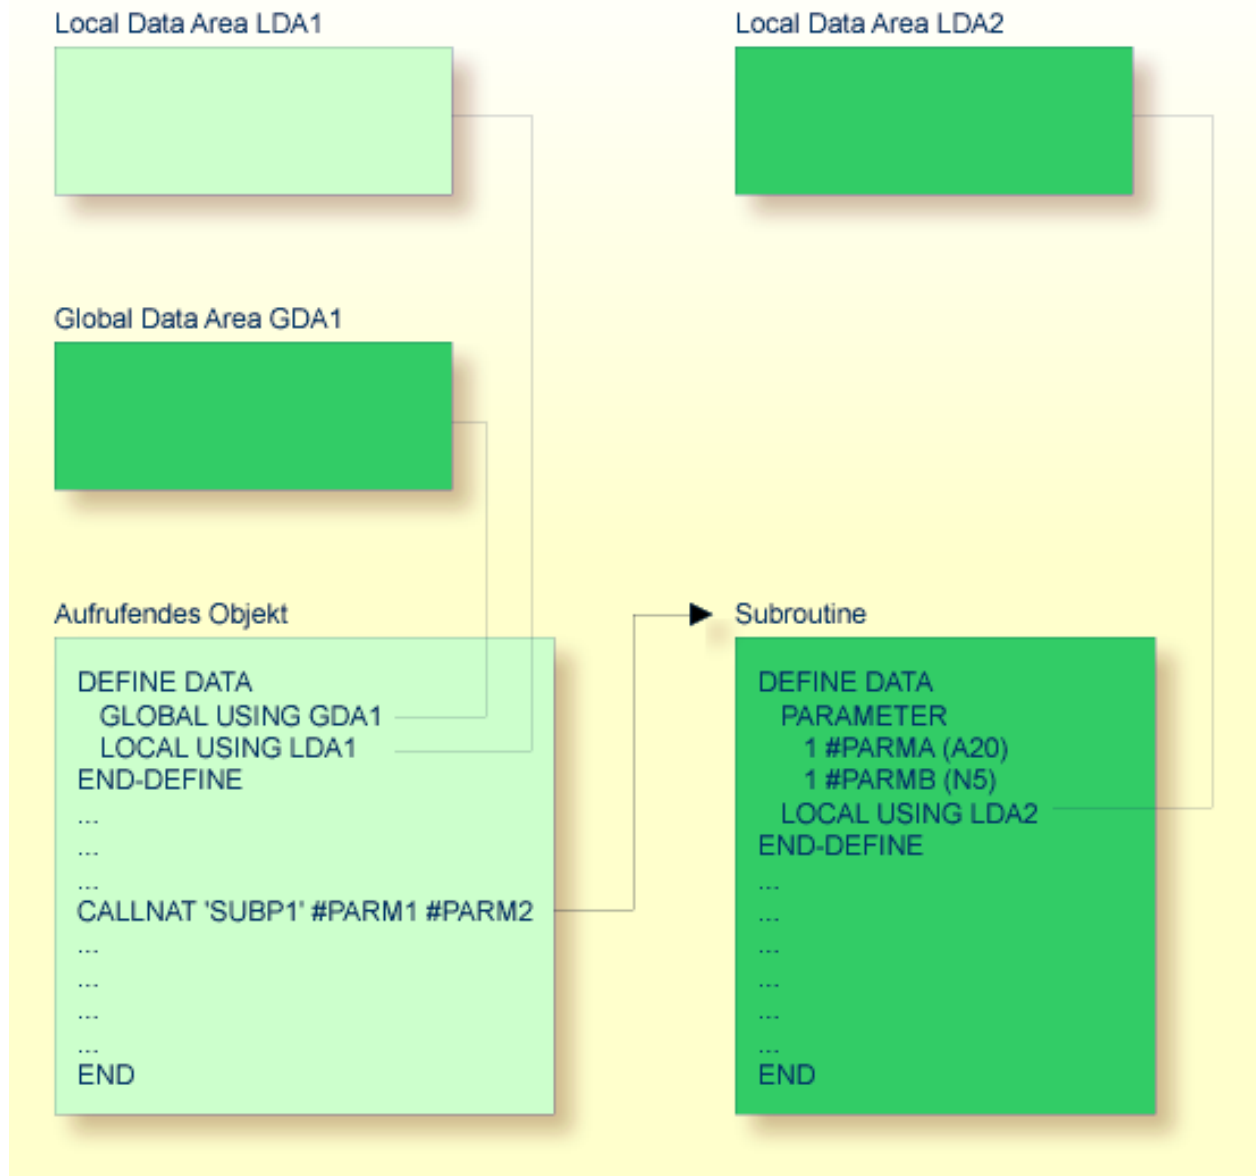 Local Data Area LDA1
Local Data Area LDA2
Global Data Area GDA1
Aufrufendes Objekt
DEFINE DATA
GLOBAL USING GDA1
LOCAL USING LDA1
END-DEFINE
...
...
...
CALLNAT 'SUBP1' #PARM1 #PARM2
...
...
...
...
END
Subroutine
DEFINE DATA
PARAMETER
1 #PARMA (A20)
1 #PARMB (N5)
LOCAL USING LDA2
END-DEFINE
...
...
...
...
...
...
END